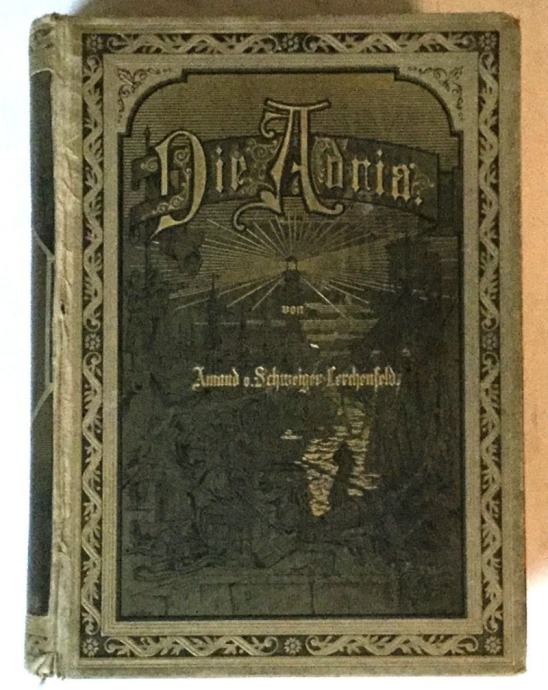 Die Adria.
von
Amand v. Schweiger-Lerchenfeld.